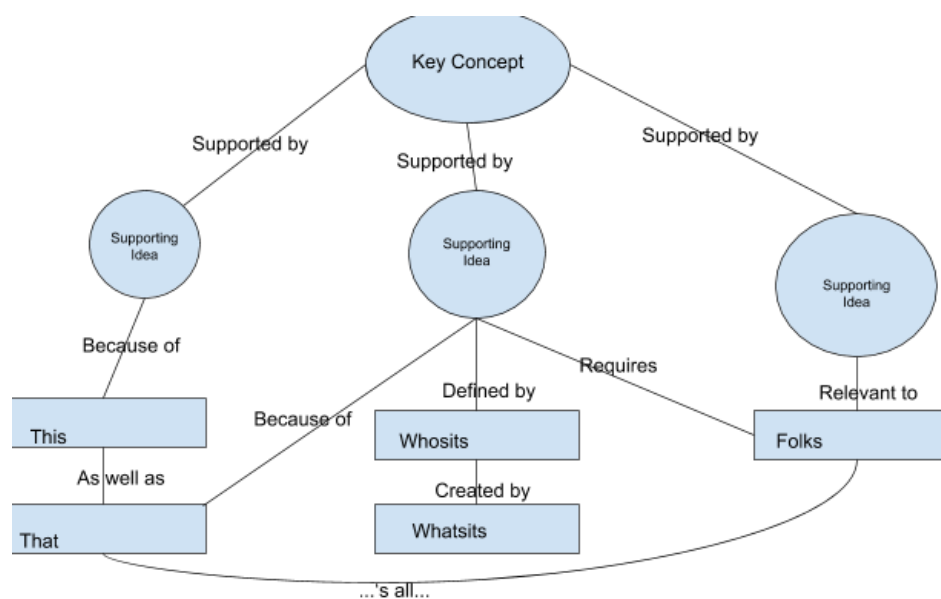 Key Concept
Supported by
Supported by
Supported by
Supporting
Idea
Supporting
Idea
Supporting
Idea
Because of
Requires
Defined by
Relevant to
Because of
This
Whosits
Folks
As well as
Created by
That
Whatsits
...'s all...